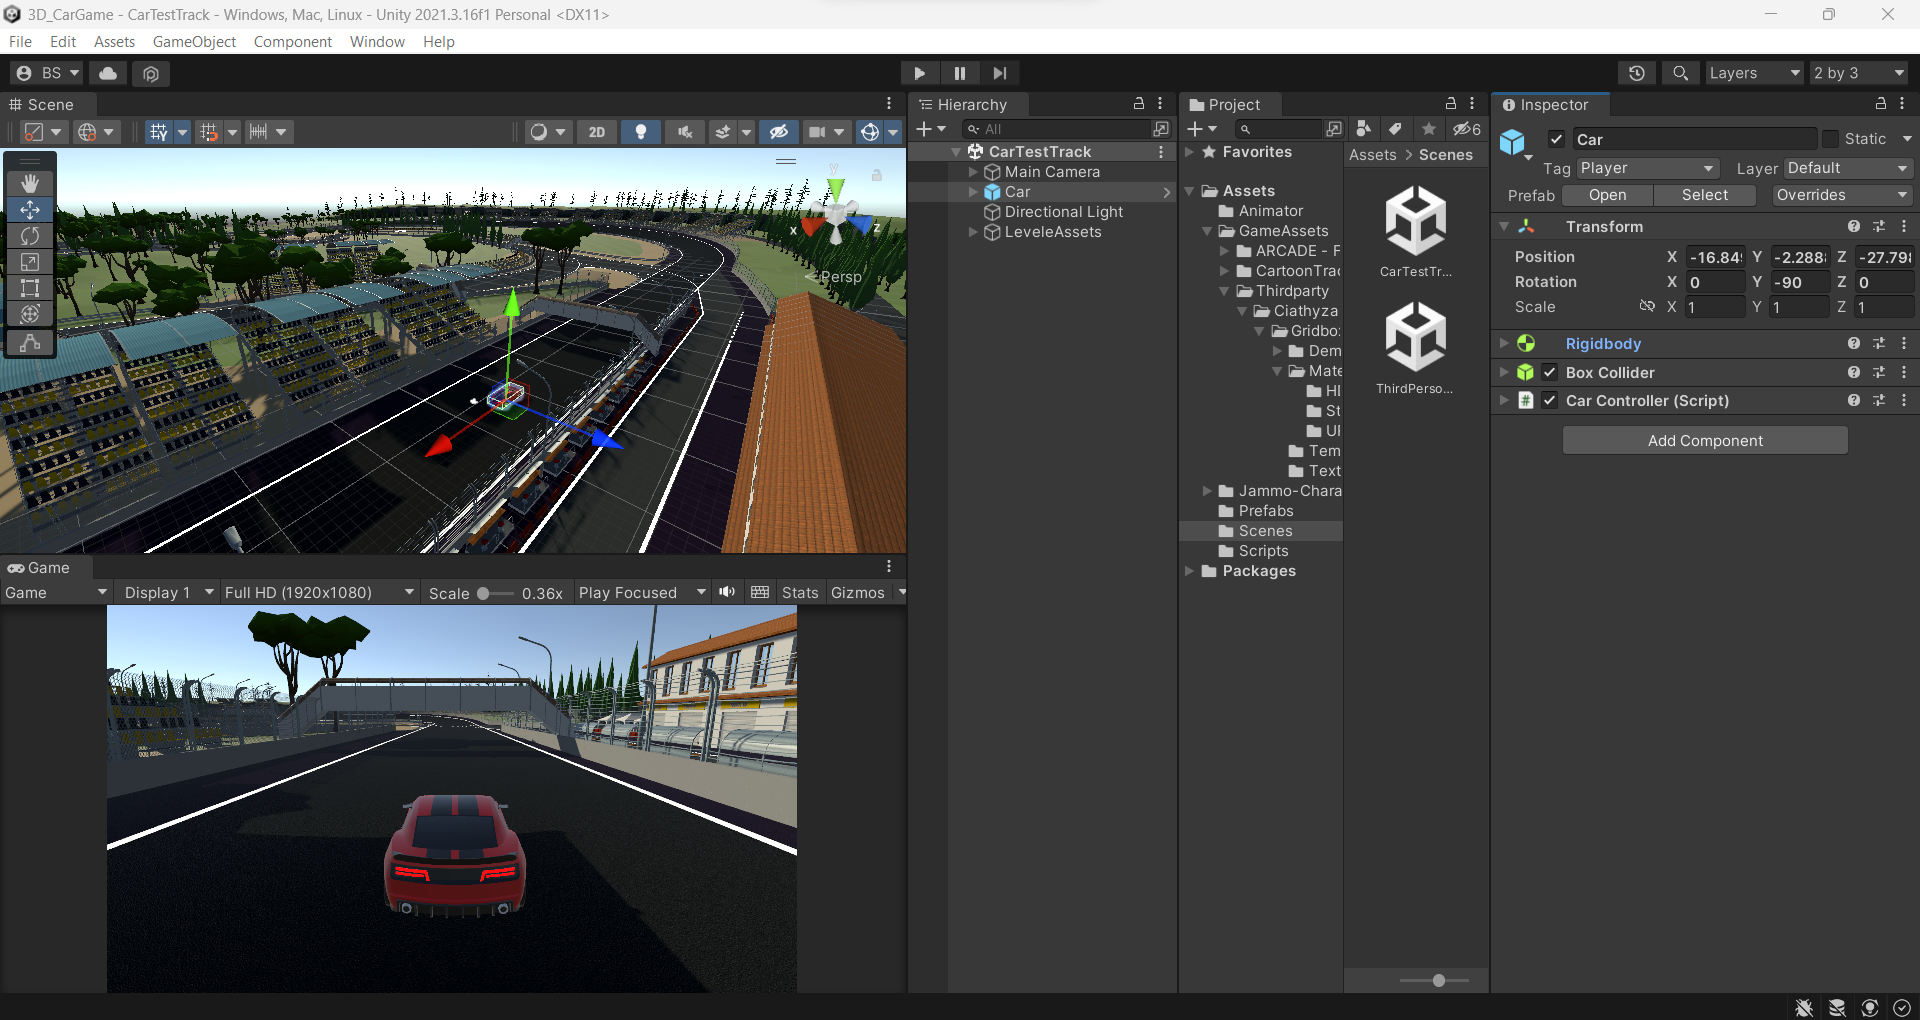 3D_CarGame - CarTestTrack - Windows, Mac, Linux - Unity 2021.3.16f1 Personal <DX11>
File Edit Assets GameObject Component Window Help
BS Layers 2 by 3
Scene
2D
y
x z
Persp
Game
Game Display 1 Full HD (1920x1080) Scale 0.36x Play Focused Stats Gizmos
Hierarchy
All
CarTestTrack
Main Camera
Car
Directional Light
LeveleAssets
Project
6
Favorites
Assets
Animator
GameAssets
ARCADE - F
CartoonTrac
Thirdparty
Ciathyza
Gridbo
Dem
Mate
HI
St
UI
Tem
Text
Jammo-Chara
Prefabs
Scenes
Scripts
Packages
Assets > Scenes
CarTestTr...
ThirdPerso...
Inspector
Car Static
Tag Player Layer Default
Prefab Open Select Overrides
Transform
Position X -16.84 Y -2.288 Z -27.79
Rotation X 0 Y -90 Z 0
Scale X 1 Y 1 Z 1
Rigidbody
Box Collider
# Car Controller (Script)
Add Component